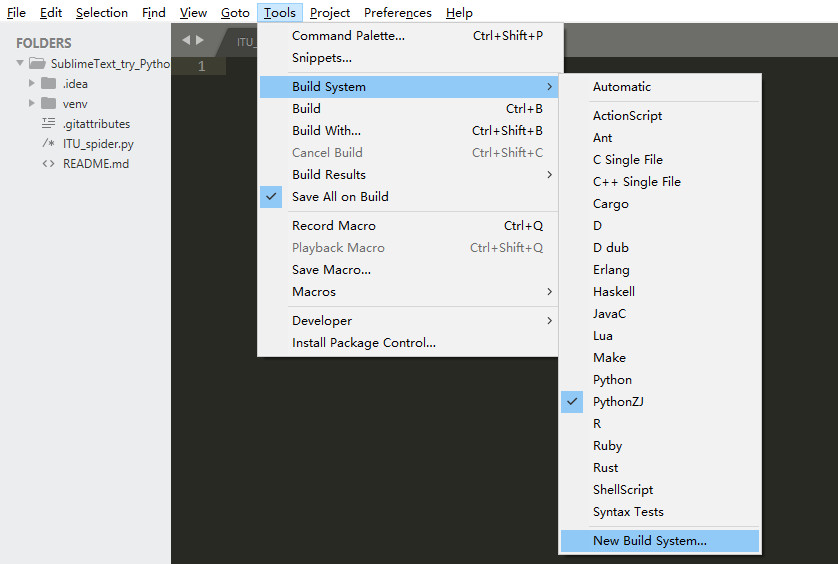 File Edit Selection Find View Goto Tools Project Preferences Help
FOLDERS
SublimeText_try_Pytho
.idea
venv
.gitattributes
/* ITU_spider.py
<> README.md
ITU_
1
Command Palette... Ctrl+Shift+P
Snippets...
Build System
Build Ctrl+B
Build With... Ctrl+Shift+B
Cancel Build Ctrl+Shift+C
Build Results
Save All on Build
Record Macro Ctrl+Q
Playback Macro Ctrl+Shift+Q
Save Macro...
Macros
Developer
Install Package Control...
Automatic
ActionScript
Ant
C Single File
C++ Single File
Cargo
D
D dub
Erlang
Haskell
JavaC
Lua
Make
Python
PythonZJ
R
Ruby
Rust
ShellScript
Syntax Tests
New Build System...